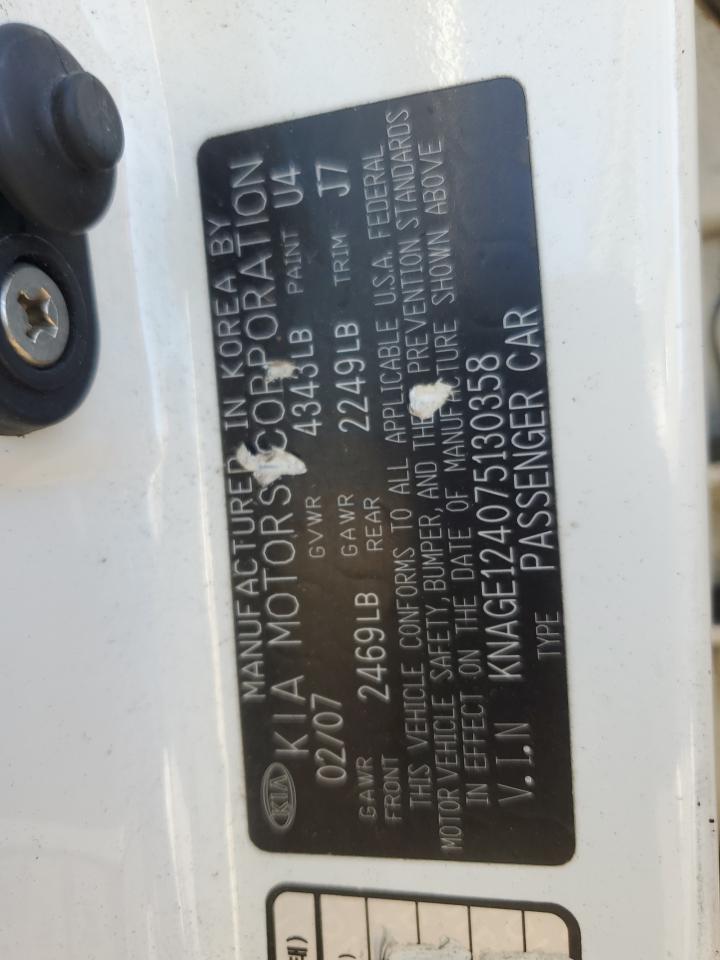 MANUFACTURED IN KOREA BY
KIA KIA MOTORS CORPORATION
02/07 GVWR 4343LB PAINT U4
GAWR FRONT 2469LB GAWR REAR 2249LB TRIM J7
THIS VEHICLE CONFORMS TO ALL APPLICABLE U.S.A. FEDERAL
MOTOR VEHICLE SAFETY, BUMPER, AND THE PREVENTION STANDARDS
IN EFFECT ON THE DATE OF MANUFACTURE SHOWN ABOVE
V.I.N KNAGE124075130358
TYPE PASSENGER CAR